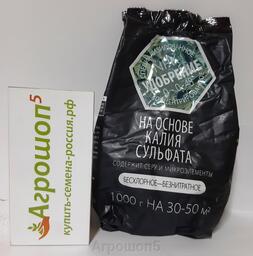 Агрошоп5
купить-семена-россия.рф
УДОБРЕНИЕ
НА ОСНОВЕ
КАЛИЯ
СУЛЬФАТА
СОДЕРЖИТ СЕРУ И МИКРОЭЛЕМЕНТЫ
БЕСХЛОРНОЕ—БЕЗНИТРАТНОЕ
1000 г НА 30-50 м²
Агрошоп5